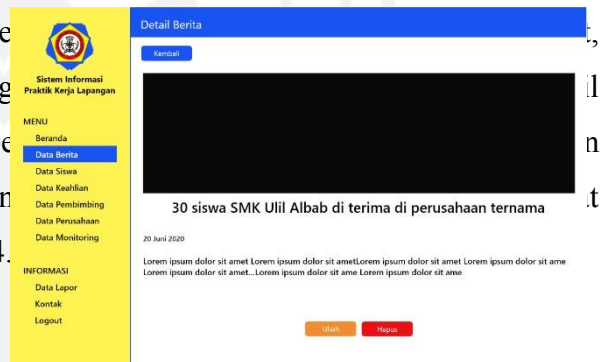 Detail Berita
Kembali
Sistem Informasi
Praktik Kerja Lapangan
MENU
Beranda
Data Berita
Data Siswa
Data Keahlian
Data Pembimbing
Data Perusahaan
Data Monitoring
INFORMASI
Data Lapor
Kontak
Logout
30 siswa SMK Ulil Albab di terima di perusahaan ternama
20 Juni 2020
Lorem ipsum dolor sit amet Lorem ipsum dolor sit ametLorem ipsum dolor sit amet Lorem ipsum dolor sit ame
Lorem ipsum dolor sit amet...Lorem ipsum dolor sit ame Lorem ipsum dolor sit ame
Ubah
Hapus